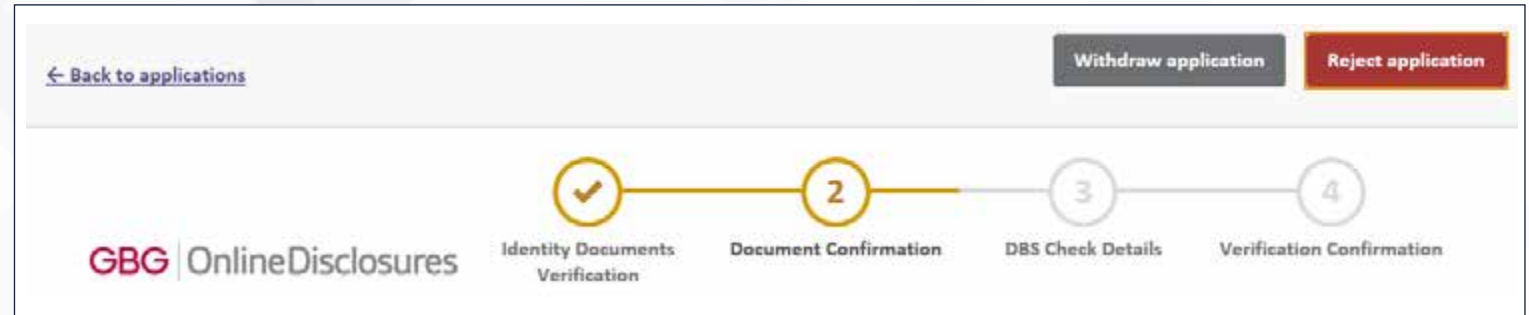 ← Back to applications
Withdraw application
Reject application
2
3
4
GBG | OnlineDisclosures
Identity Documents
Verification
Document Confirmation
DBS Check Details
Verification Confirmation